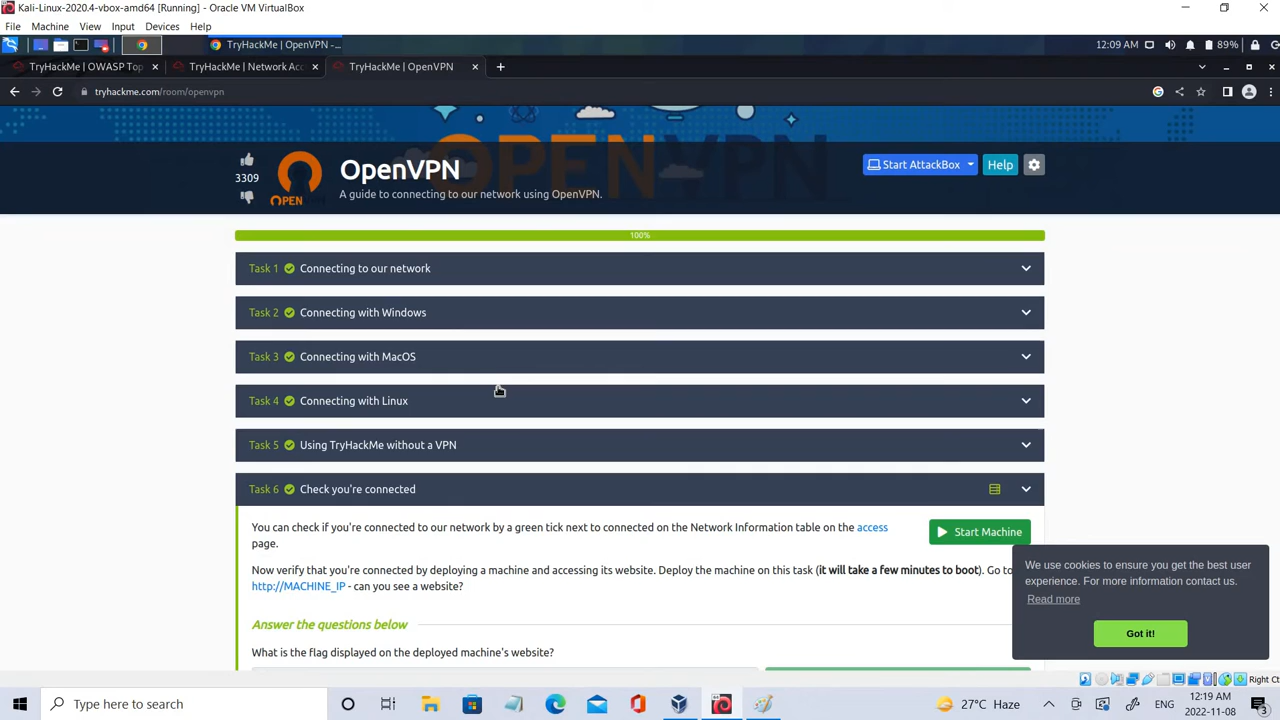 Kali-Linux-2020.4-vbox-amd64 [Running] - Oracle VM VirtualBox
File Machine View Input Devices Help
TryHackMe | OpenVPN -...
12:09 AM 89%
TryHackMe | OWASP Top
TryHackMe | Network Acc
TryHackMe | OpenVPN
tryhackme.com/room/openvpn
OPENVPN
3309
OPEN
OpenVPN
A guide to connecting to our network using OpenVPN.
Start AttackBox
Help
100%
Task 1 Connecting to our network
Task 2 Connecting with Windows
Task 3 Connecting with MacOS
Task 4 Connecting with Linux
Task 5 Using TryHackMe without a VPN
Task 6 Check you're connected
You can check if you're connected to our network by a green tick next to connected on the Network Information table on the access
page.
Start Machine
Now verify that you're connected by deploying a machine and accessing its website. Deploy the machine on this task (it will take a few minutes to boot). Go to
http://MACHINE_IP - can you see a website?
Answer the questions below
What is the flag displayed on the deployed machine's website?
We use cookies to ensure you get the best user
experience. For more information contact us.
Read more
Got it!
Right Ct
Type here to search
27°C Haze
ENG
12:19 AM
2022-11-08
3